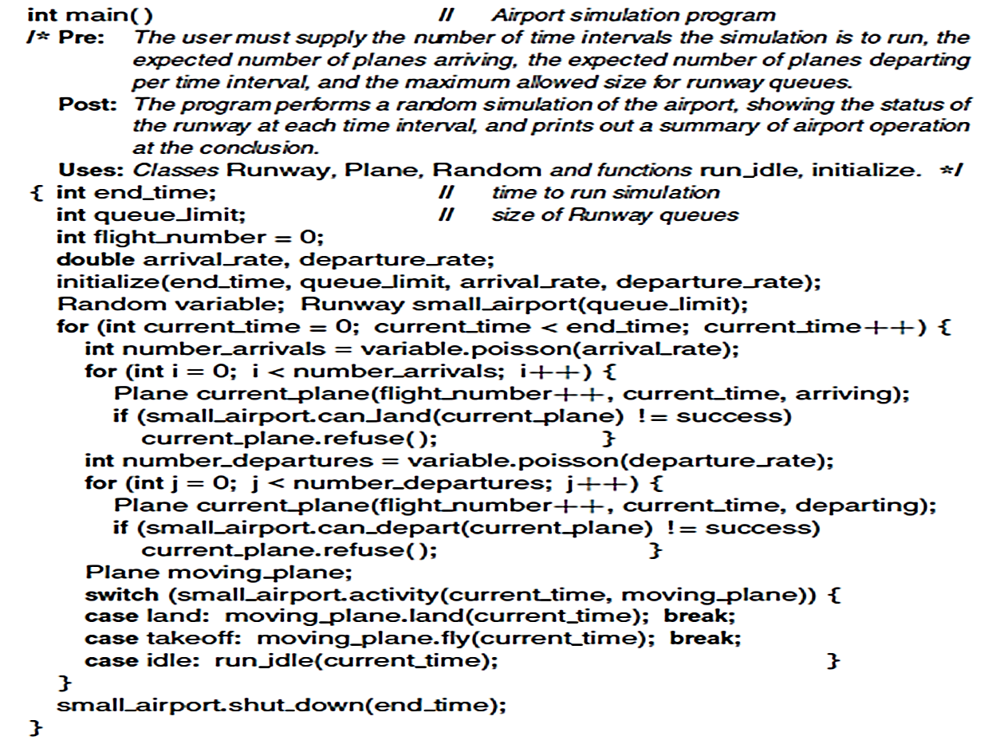 int main( ) // Airport simulation program
/* Pre: The user must supply the number of time intervals the simulation is to run, the
expected number of planes arriving, the expected number of planes departing
per time interval, and the maximum allowed size for runway queues.
Post: The program performs a random simulation of the airport, showing the status of
the runway at each time interval, and prints out a summary of airport operation
at the conclusion.
Uses: Classes Runway, Plane, Random and functions run_idle, initialize. */
{ int end_time; // time to run simulation
int queue_limit; // size of Runway queues
int flight_number = 0;
double arrival_rate, departure_rate;
initialize(end_time, queue_limit, arrival_rate, departure_rate);
Random variable; Runway small_airport(queue_limit);
for (int current_time = 0; current_time < end_time; current_time++) {
int number_arrivals = variable.poisson(arrival_rate);
for (int i = 0; i < number_arrivals; i++) {
Plane current_plane(flight_number++, current_time, arriving);
if (small_airport.can_land(current_plane) != success)
current_plane.refuse( ); }
int number_departures = variable.poisson(departure_rate);
for (int j = 0; j < number_departures; j++) {
Plane current_plane(flight_number++, current_time, departing);
if (small_airport.can_depart(current_plane) != success)
current_plane.refuse( ); }
Plane moving_plane;
switch (small_airport.activity(current_time, moving_plane)) {
case land: moving_plane.land(current_time); break;
case takeoff: moving_plane.fly(current_time); break;
case idle: run_idle(current_time); }
}
small_airport.shut_down(end_time);
}